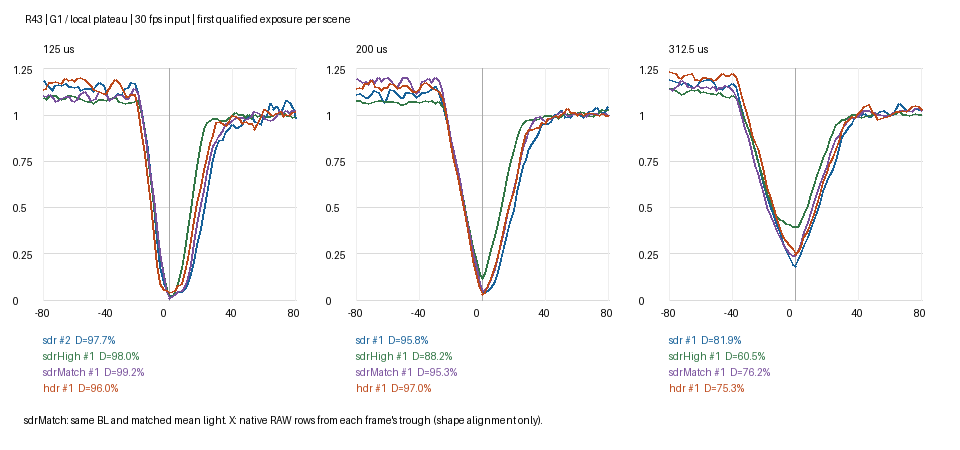 R43 | G1 / local plateau | 30 fps input | first qualified exposure per scene
125 us
200 us
312.5 us
1.25
1
0.75
0.5
0.25
0
-80 -40 0 40 80
1.25
1
0.75
0.5
0.25
0
-80 -40 0 40 80
1.25
1
0.75
0.5
0.25
0
-80 -40 0 40 80
sdr #2 D=97.7%
sdrHigh #1 D=98.0%
sdrMatch #1 D=99.2%
hdr #1 D=96.0%
sdr #1 D=95.8%
sdrHigh #1 D=88.2%
sdrMatch #1 D=95.3%
hdr #1 D=97.0%
sdr #1 D=81.9%
sdrHigh #1 D=60.5%
sdrMatch #1 D=76.2%
hdr #1 D=75.3%
sdrMatch: same BL and matched mean light. X: native RAW rows from each frame's trough (shape alignment only).